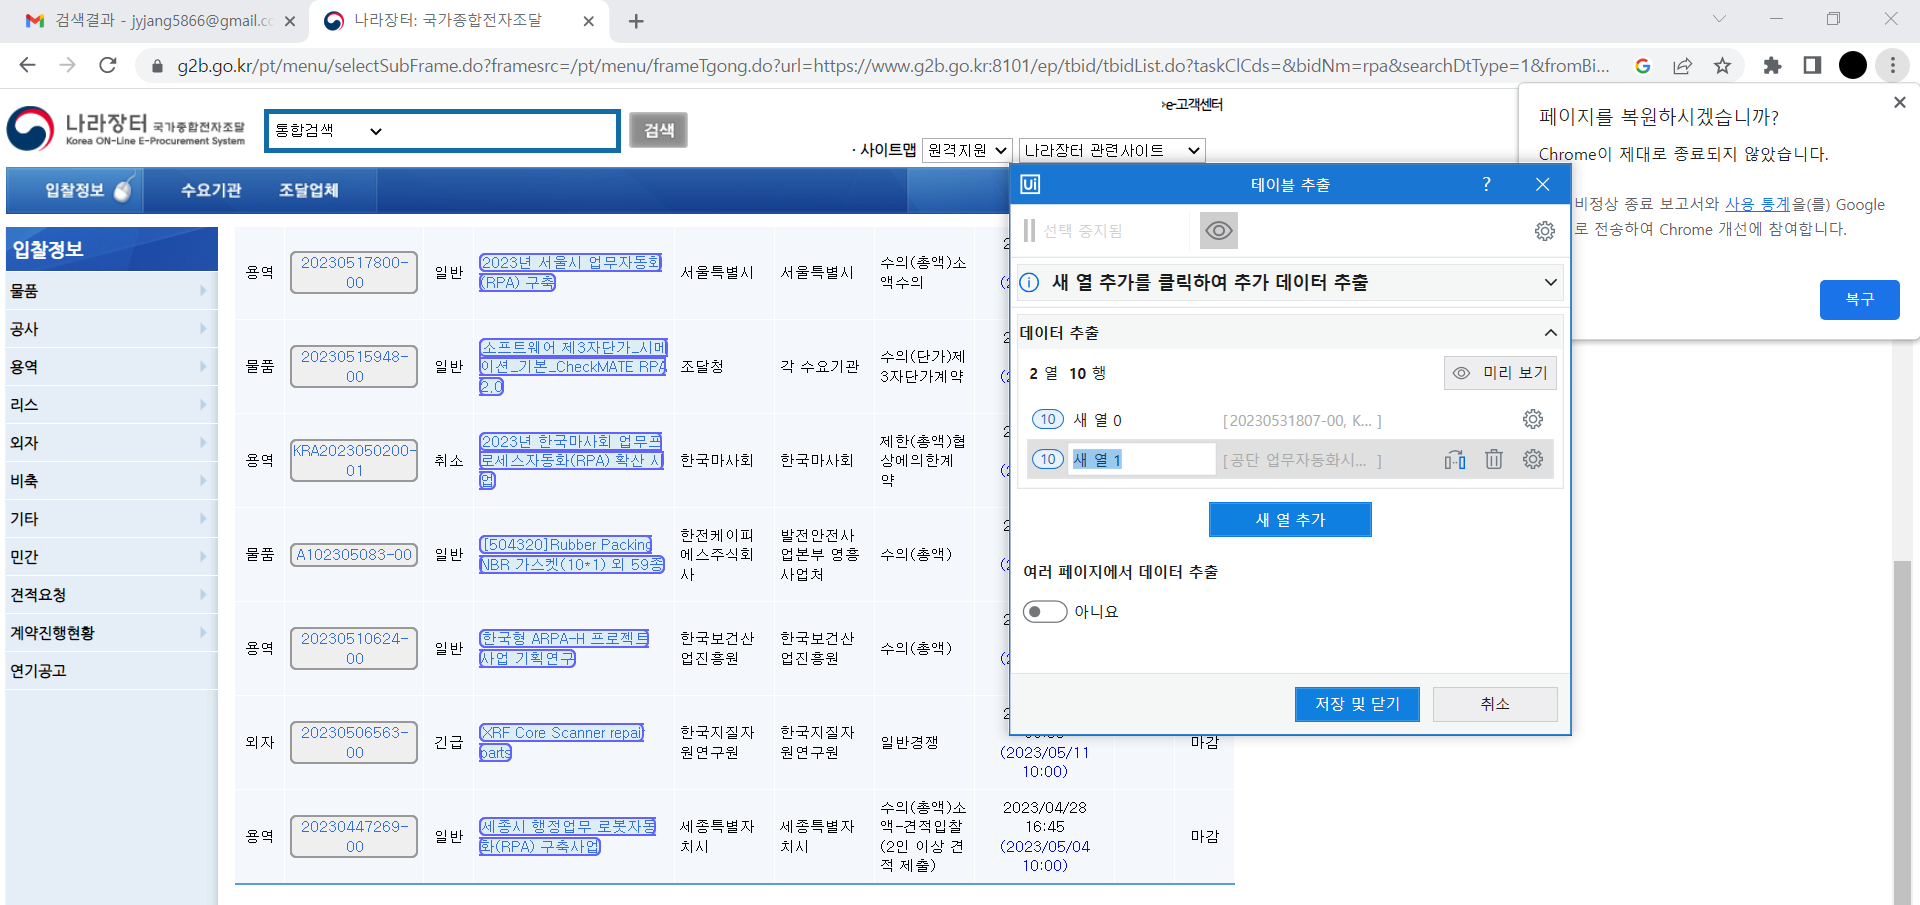 검색결과 - jyjang5866@gmail.cc
나라장터: 국가종합전자조달
g2b.go.kr/pt/menu/selectSubFrame.do?framesrc=/pt/menu/frameTgong.do?url=https://www.g2b.go.kr:8101/ep/tbid/tbidList.do?taskClCds=&bidNm=rpa&searchDtType=1&fromBi...
페이지를 복원하시겠습니까?
Chrome이 제대로 종료되지 않았습니다.
비정상 종료 보고서와 사용 통계을(를) Google
로 전송하여 Chrome 개선에 참여합니다.
복구
e-고객센터
나라장터 국가종합전자조달
Korea ON-Line E-Procurement System
통합검색
검색
· 사이트맵
원격지원
나라장터 관련사이트
입찰정보
수요기관
조달업체
입찰정보
물품
공사
용역
리스
외자
비축
기타
민간
견적요청
계약진행현황
연기공고
용역
20230517800-
00
일반
2023년 서울시 업무자동화
(RPA) 구축
서울특별시
서울특별시
수의(총액)소
액수의
물품
20230515948-
00
일반
소프트웨어 제3자단가_시메
이션_기본_CheckMATE RPA
2.0
조달청
각 수요기관
수의(단가)제
3자단가계약
용역
KRA2023050200-
01
취소
2023년 한국마사회 업무프
로세스자동화(RPA) 확산 사
업
한국마사회
한국마사회
제한(총액)협
상에의한계
약
물품
A102305083-00
일반
[504320]Rubber Packing
NBR 가스켓(10*1) 외 59종
한전케이피
에스주식회
사
발전안전사
업본부 영흥
사업처
수의(총액)
용역
20230510624-
00
일반
한국형 ARPA-H 프로젝트
사업 기획연구
한국보건산
업진흥원
한국보건산
업진흥원
수의(총액)
외자
20230506563-
00
긴급
XRF Core Scanner repair
parts
한국지질자
원연구원
한국지질자
원연구원
일반경쟁
(2023/05/11
10:00)
마감
용역
20230447269-
00
일반
세종시 행정업무 로봇자동
화(RPA) 구축사업
세종특별자
치시
세종특별자
치시
수의(총액)소
액-견적입찰
(2인 이상 견
적 제출)
2023/04/28
16:45
(2023/05/04
10:00)
마감
Ui
테이블 추출
?
선택 중지됨
새 열 추가를 클릭하여 추가 데이터 추출
데이터 추출
2 열 10 행
미리 보기
10 새 열 0 [20230531807-00, K... ]
10 새 열 1 [공단 업무자동화시... ]
새 열 추가
여러 페이지에서 데이터 추출
아니요
저장 및 닫기
취소